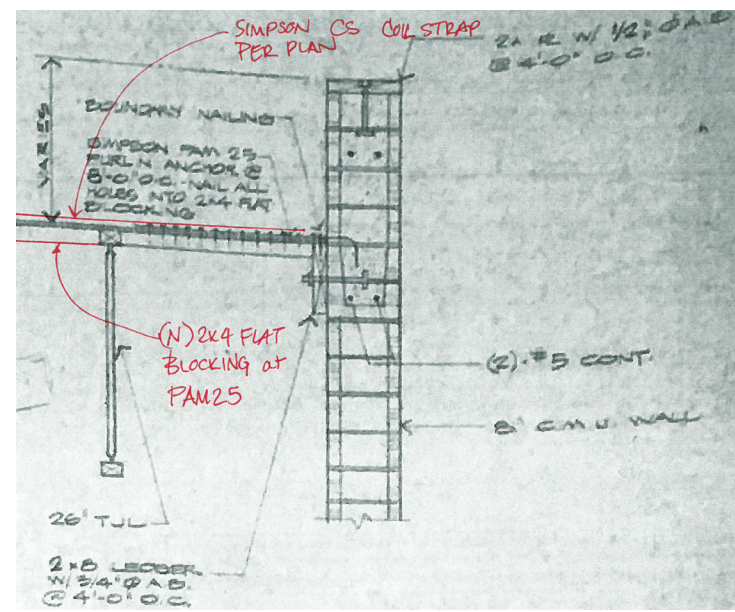 SIMPSON CS COIL STRAP
PER PLAN
2x PL W/ 1/2" Ø A.B.
@ 4'-0" O.C.
VARIES
BOUNDARY NAILING
SIMPSON PAM 25
PURLIN ANCHOR @
8'-0" O.C. NAIL ALL
HOLES INTO 2x4 FLAT
BLOCKING
(N) 2x4 FLAT
BLOCKING at
PAM25
(2)-#5 CONT.
8" C.M.U. WALL
26" TJL
2x8 LEDGER
W/ 3/4" Ø A.B.
@ 4'-0" O.C.